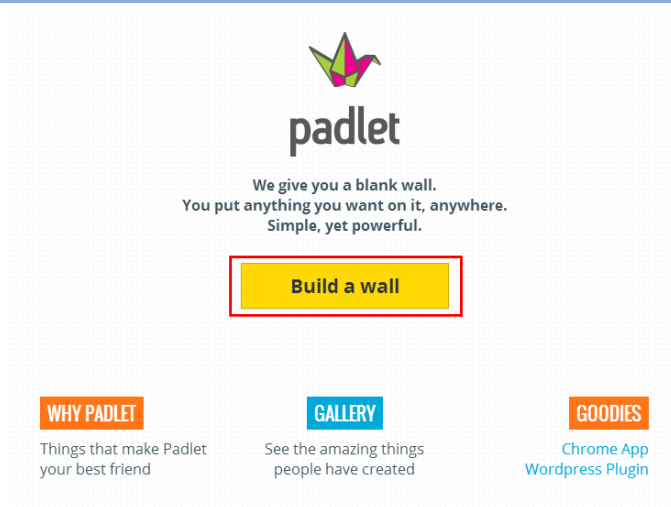 padlet
We give you a blank wall.
You put anything you want on it, anywhere.
Simple, yet powerful.
Build a wall
WHY PADLET
Things that make Padlet
your best friend
GALLERY
See the amazing things
people have created
GOODIES
Chrome App
Wordpress Plugin